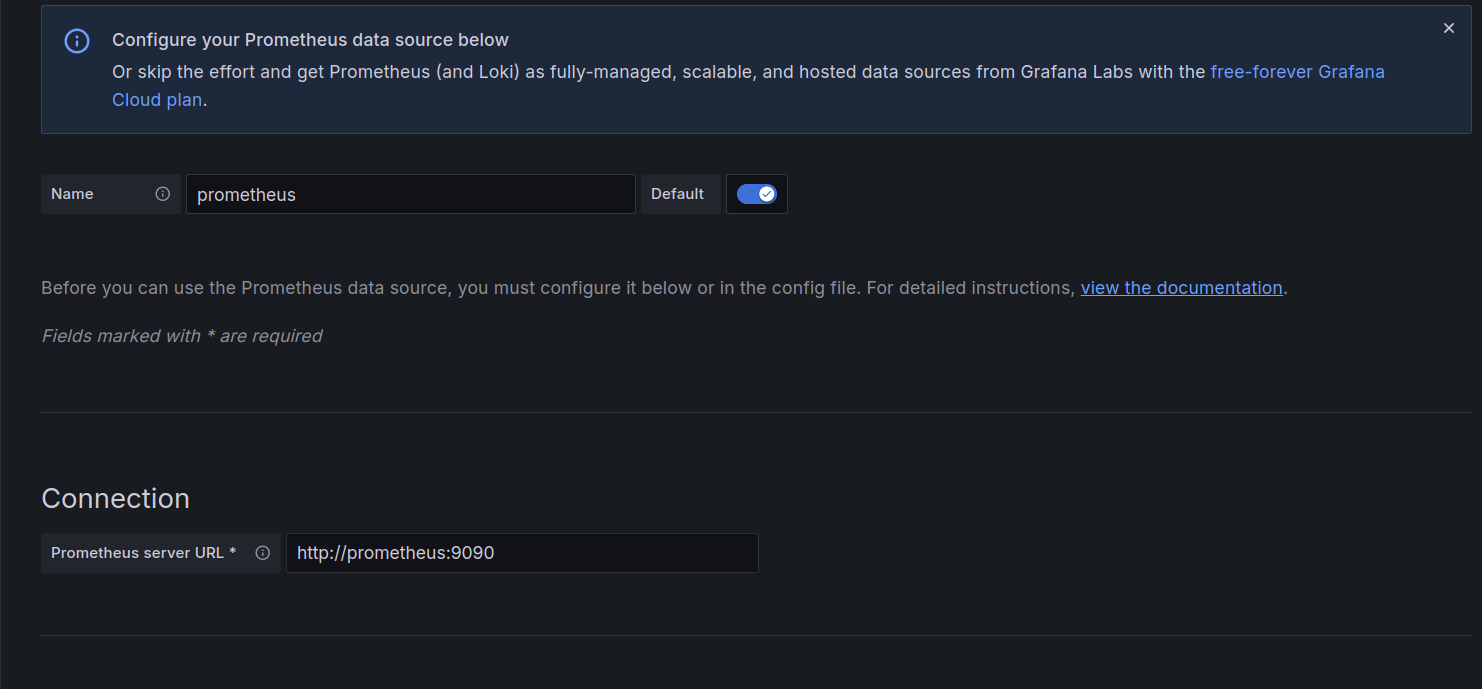 Configure your Prometheus data source below
Or skip the effort and get Prometheus (and Loki) as fully-managed, scalable, and hosted data sources from Grafana Labs with the free-forever Grafana
Cloud plan.
Name
prometheus
Default
Before you can use the Prometheus data source, you must configure it below or in the config file. For detailed instructions, view the documentation.
Fields marked with * are required
Connection
Prometheus server URL *
http://prometheus:9090